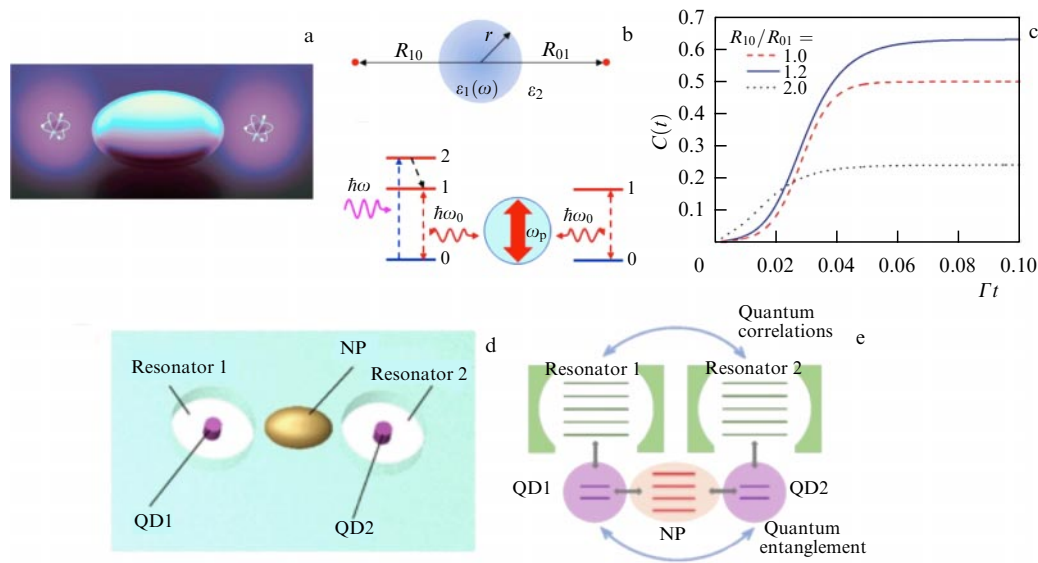 a
b
r
R₁₀
R₀₁
ε₁(ω)
ε₂
2
1
ħω
ħω₀
0
ωₚ
ħω₀
1
0
c
C(t)
0.7
0.6
0.5
0.4
0.3
0.2
0.1
R₁₀/R₀₁ =
1.0
1.2
2.0
0
0.02
0.04
0.06
0.08
0.10
Γt
d
Resonator 1
NP
Resonator 2
QD1
QD2
e
Quantum
correlations
Resonator 1
Resonator 2
QD1
QD2
NP
Quantum
entanglement